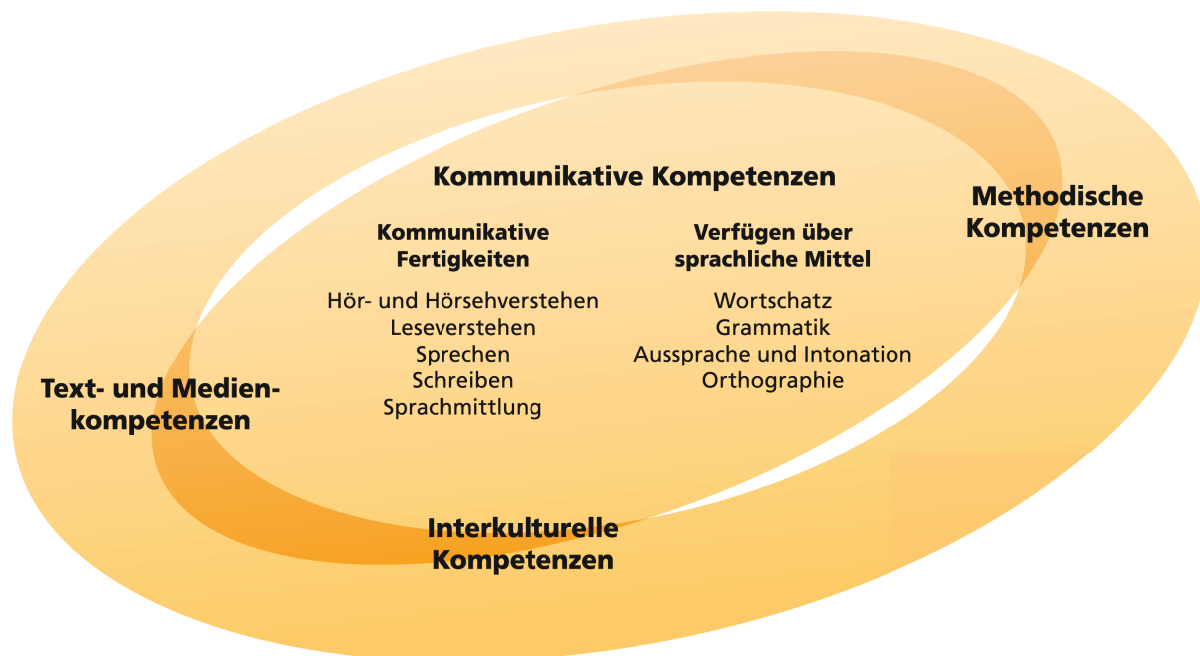 Kommunikative Kompetenzen
Kommunikative
Fertigkeiten
Hör- und Hörsehverstehen
Leseverstehen
Sprechen
Schreiben
Sprachmittlung
Verfügen über
sprachliche Mittel
Wortschatz
Grammatik
Aussprache und Intonation
Orthographie
Methodische
Kompetenzen
Text- und Medien-
kompetenzen
Interkulturelle
Kompetenzen